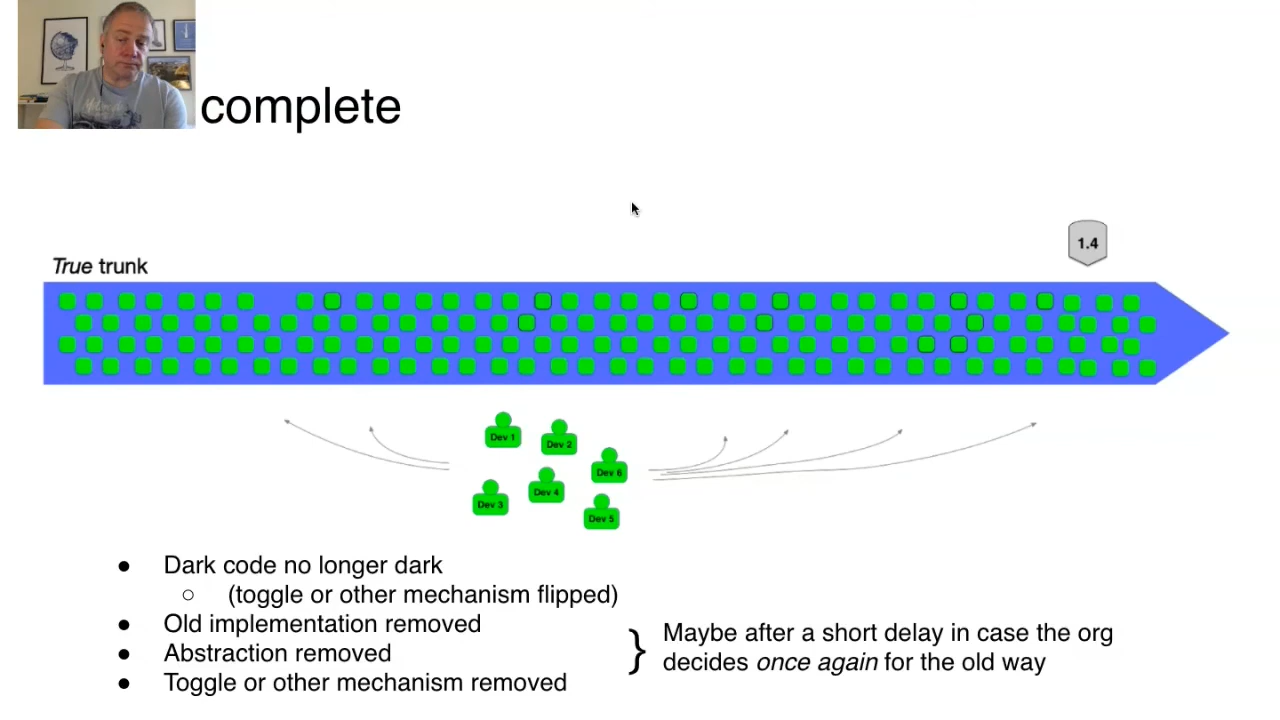 complete
1.4
True trunk
Dev 1
Dev 2
Dev 6
Dev 4
Dev 3
Dev 5
● Dark code no longer dark
○ (toggle or other mechanism flipped)
● Old implementation removed
● Abstraction removed
● Toggle or other mechanism removed
} Maybe after a short delay in case the org
decides once again for the old way